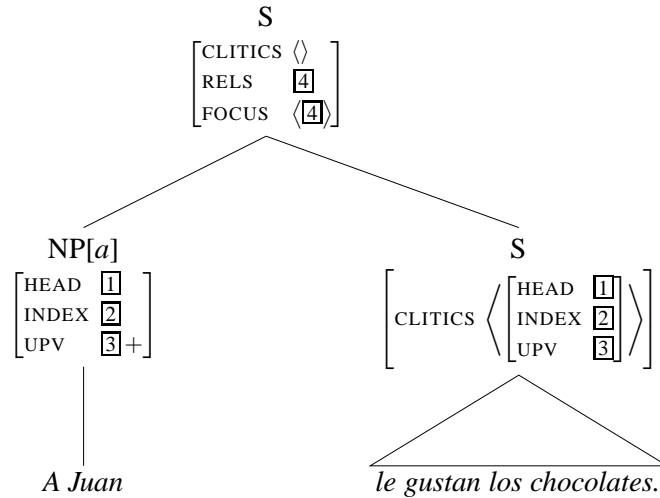 S
CLITICS ⟨⟩
RELS 4
FOCUS ⟨4⟩
NP[a]
HEAD 1
INDEX 2
UPV 3 +
S
CLITICS ⟨ HEAD 1
INDEX 2
UPV 3 ⟩
A Juan
le gustan los chocolates.